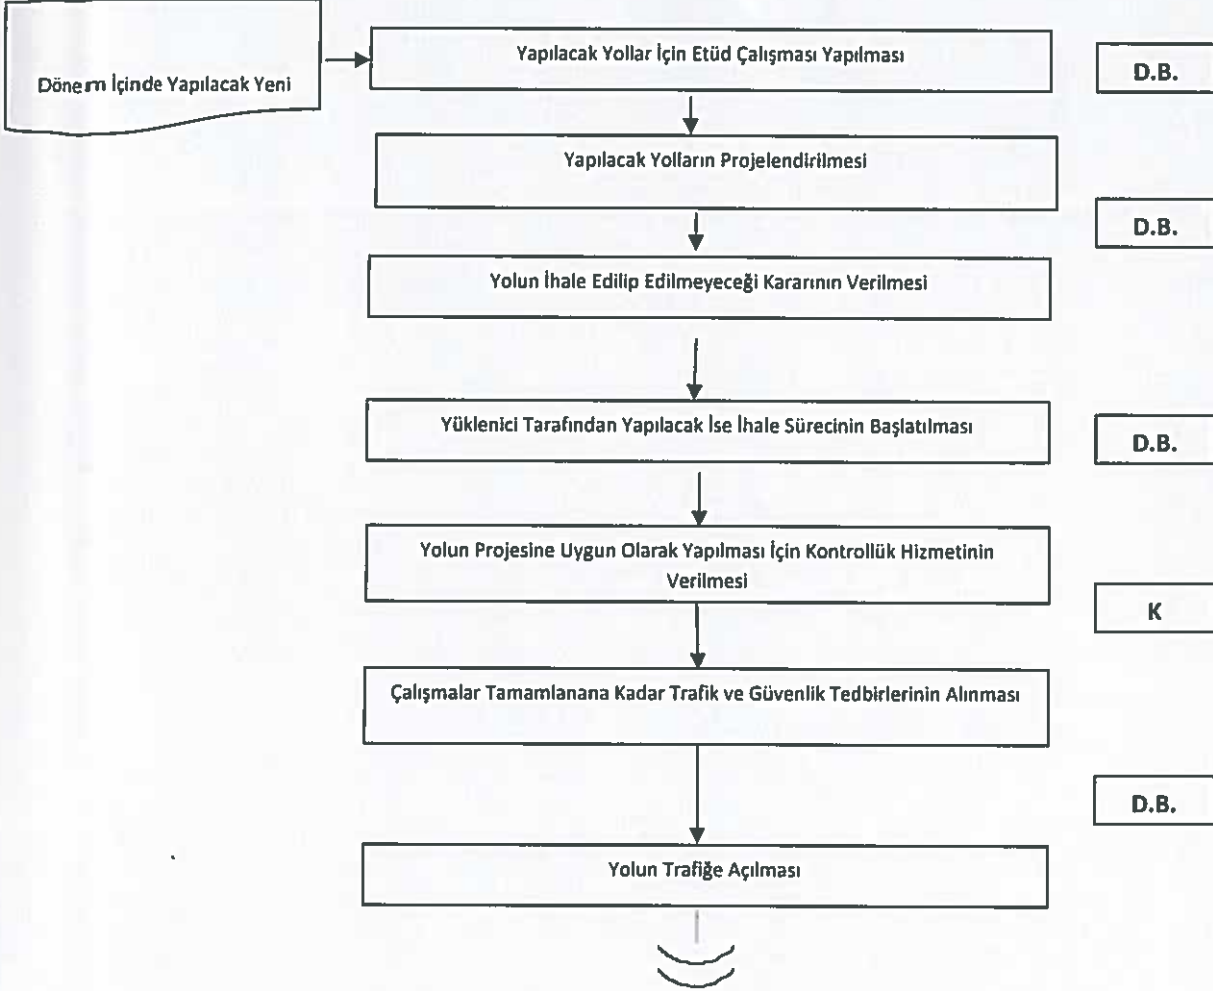 Dönem İçinde Yapılacak Yeni
Yapılacak Yollar İçin Etüd Çalışması Yapılması
D.B.
Yapılacak Yolların Projelendirilmesi
D.B.
Yolun İhale Edilip Edilmeyeceği Kararının Verilmesi
Yüklenici Tarafından Yapılacak İse İhale Sürecinin Başlatılması
D.B.
Yolun Projesine Uygun Olarak Yapılması İçin Kontrollük Hizmetinin
Verilmesi
K
Çalışmalar Tamamlanana Kadar Trafik ve Güvenlik Tedbirlerinin Alınması
D.B.
Yolun Trafiğe Açılması